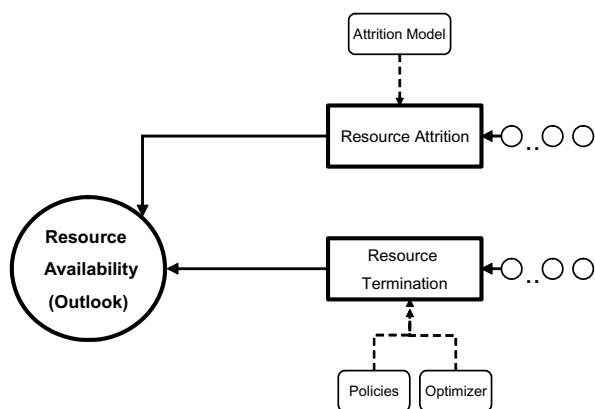 Attrition Model
Resource Attrition
..
Resource
Availability
(Outlook)
Resource
Termination
..
Policies
Optimizer